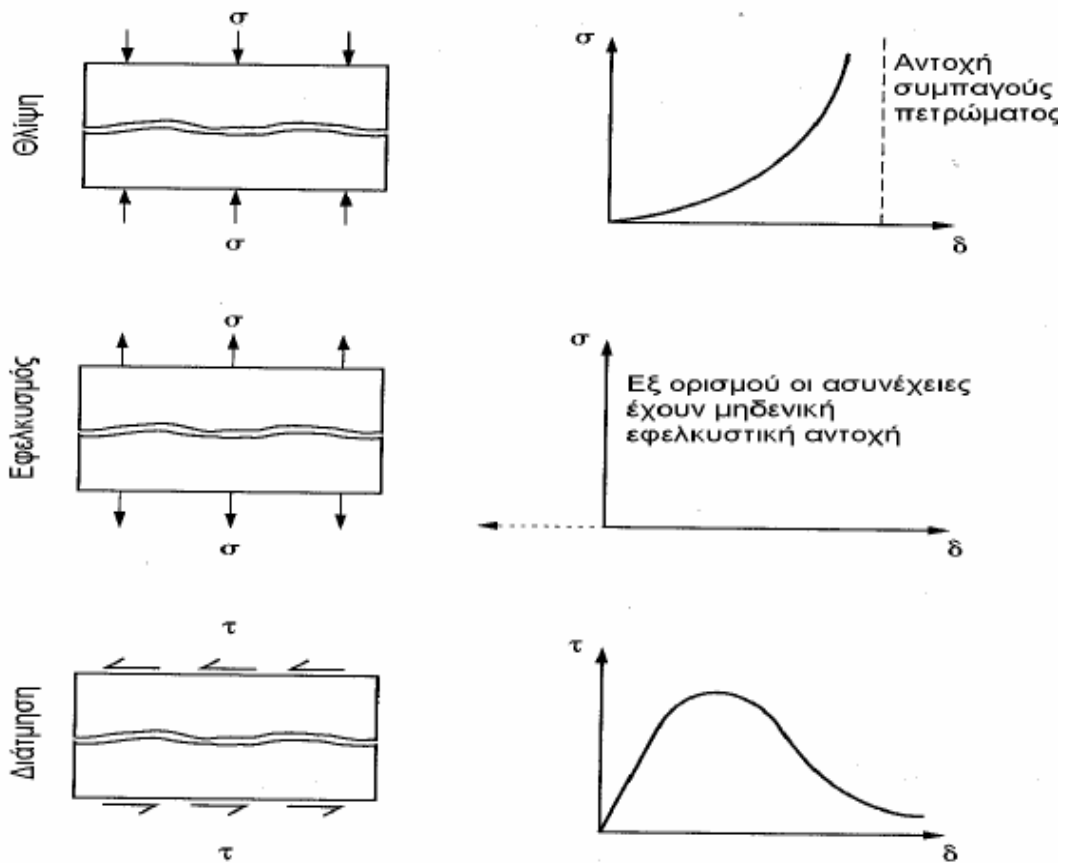 Θλίψη
σ
σ
σ
Αντοχή
συμπαγούς
πετρώματος
δ
Εφελκυσμός
σ
σ
σ
Εξ ορισμού οι ασυνέχειες
έχουν μηδενική
εφελκυστική αντοχή
δ
Διάτμηση
τ
τ
τ
δ